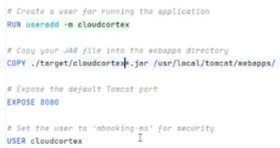 # Create a user for running the application
RUN useradd -m cloudcortex
# Copy your JAR file into the webapps directory
COPY ./target/cloudcortex*.jar /usr/local/tomcat/webapps/
# Expose the default Tomcat port
EXPOSE 8080
# Set the user to 'mbooking-ms' for security
USER cloudcortex